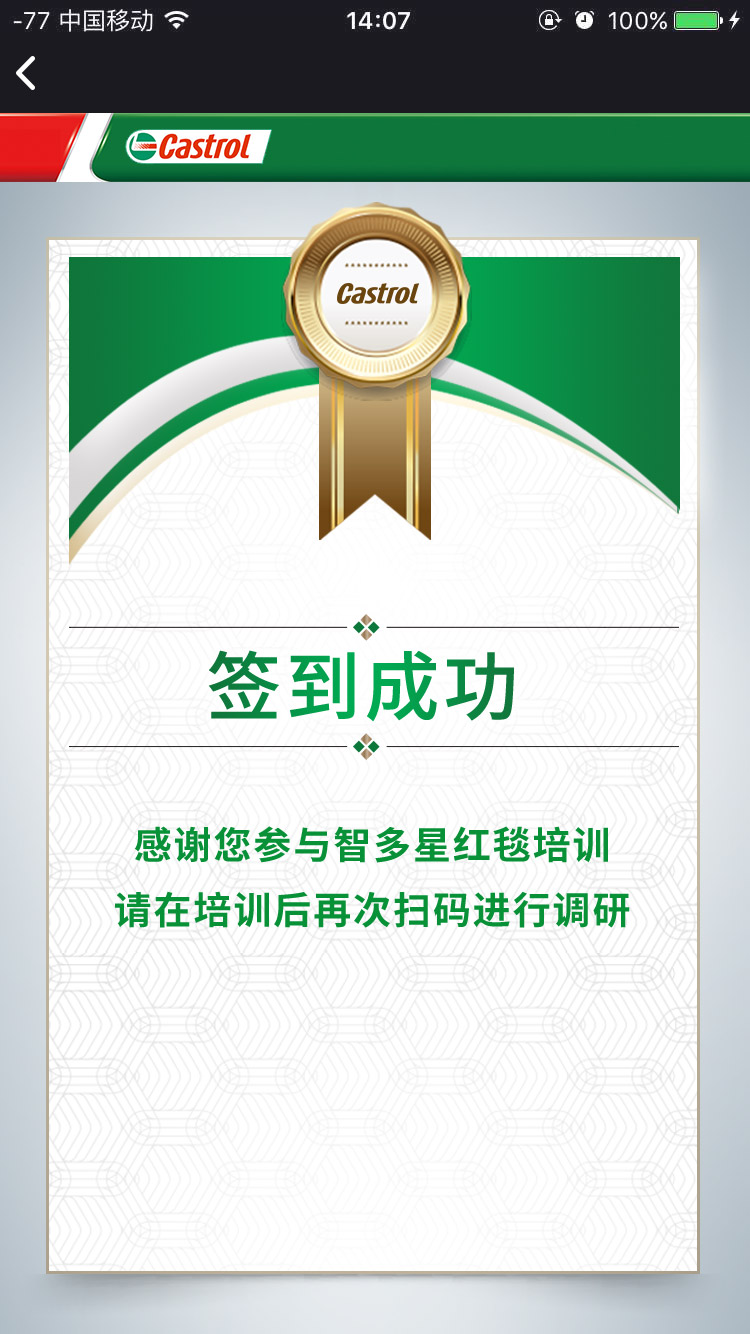 -77 中国移动 14:07 100%
Castrol
Castrol
签到成功
感谢您参与智多星红毯培训
请在培训后再次扫码进行调研